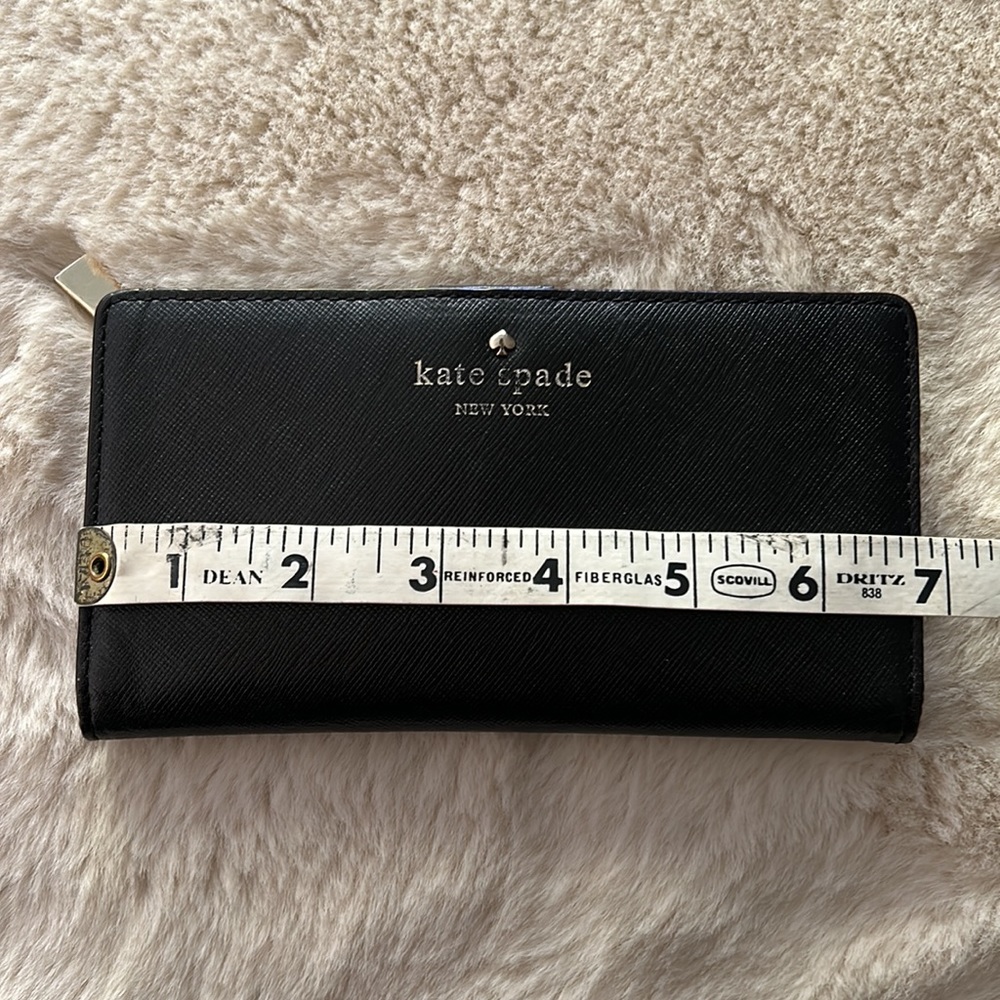 kate spade
NEW YORK
1 DEAN 2 3 REINFORCED 4 FIBERGLAS 5 SCOVILL 6 DRITZ 7
838